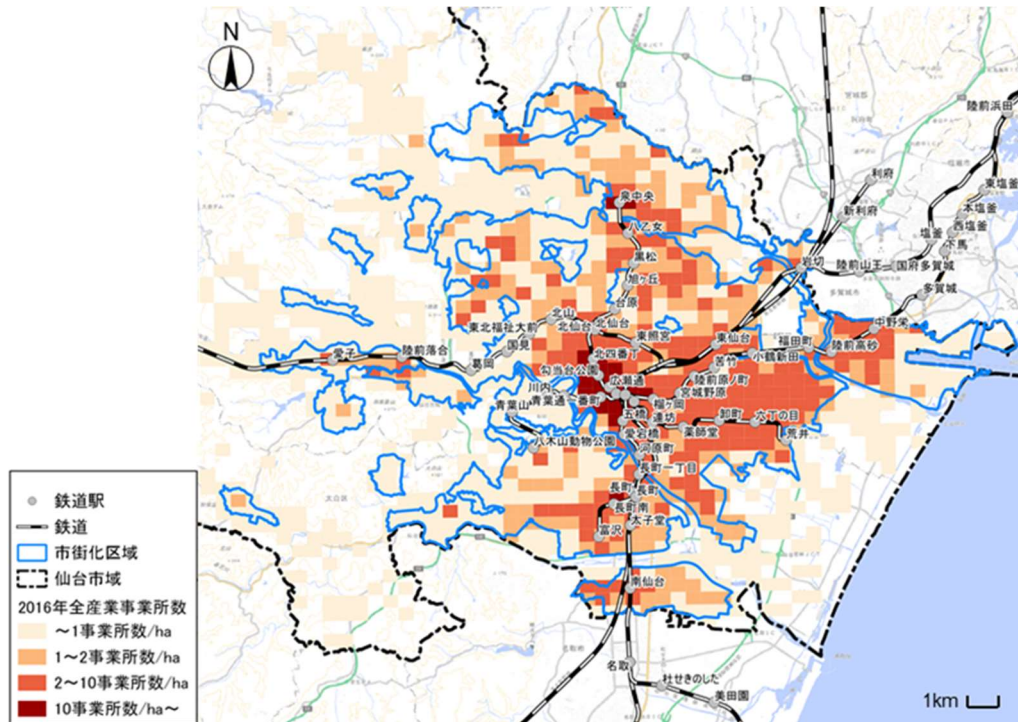 N
陸前浜田
利府
東塩釜
本塩釜
新利府
西塩釜
塩釜
下馬
泉中央
八乙女
岩切
陸前山王
国府多賀城
黒松
多賀城
旭ヶ丘
台原
北山
東北福祉大前
北仙台
北仙台
東照宮
中野栄
国見
東仙台
福田町
愛子
陸前落合
北四番丁
小鶴新田
陸前高砂
葛岡
勾当台公園
苦竹
川内
広瀬通
陸前原ノ町
青葉山
青葉通一番町
榴ヶ岡
宮城野原
五橋
連坊
卸町
六丁の目
愛宕橋
薬師堂
荒井
八木山動物公園
河原町
長町一丁目
長町
長町
長町南
富沢
太子堂
南仙台
名取
杜せきのした
美田園
鉄道駅
鉄道
市街化区域
仙台市域
2016年全産業事業所数
～1事業所数/ha
1～2事業所数/ha
2～10事業所数/ha
10事業所数/ha～
1km